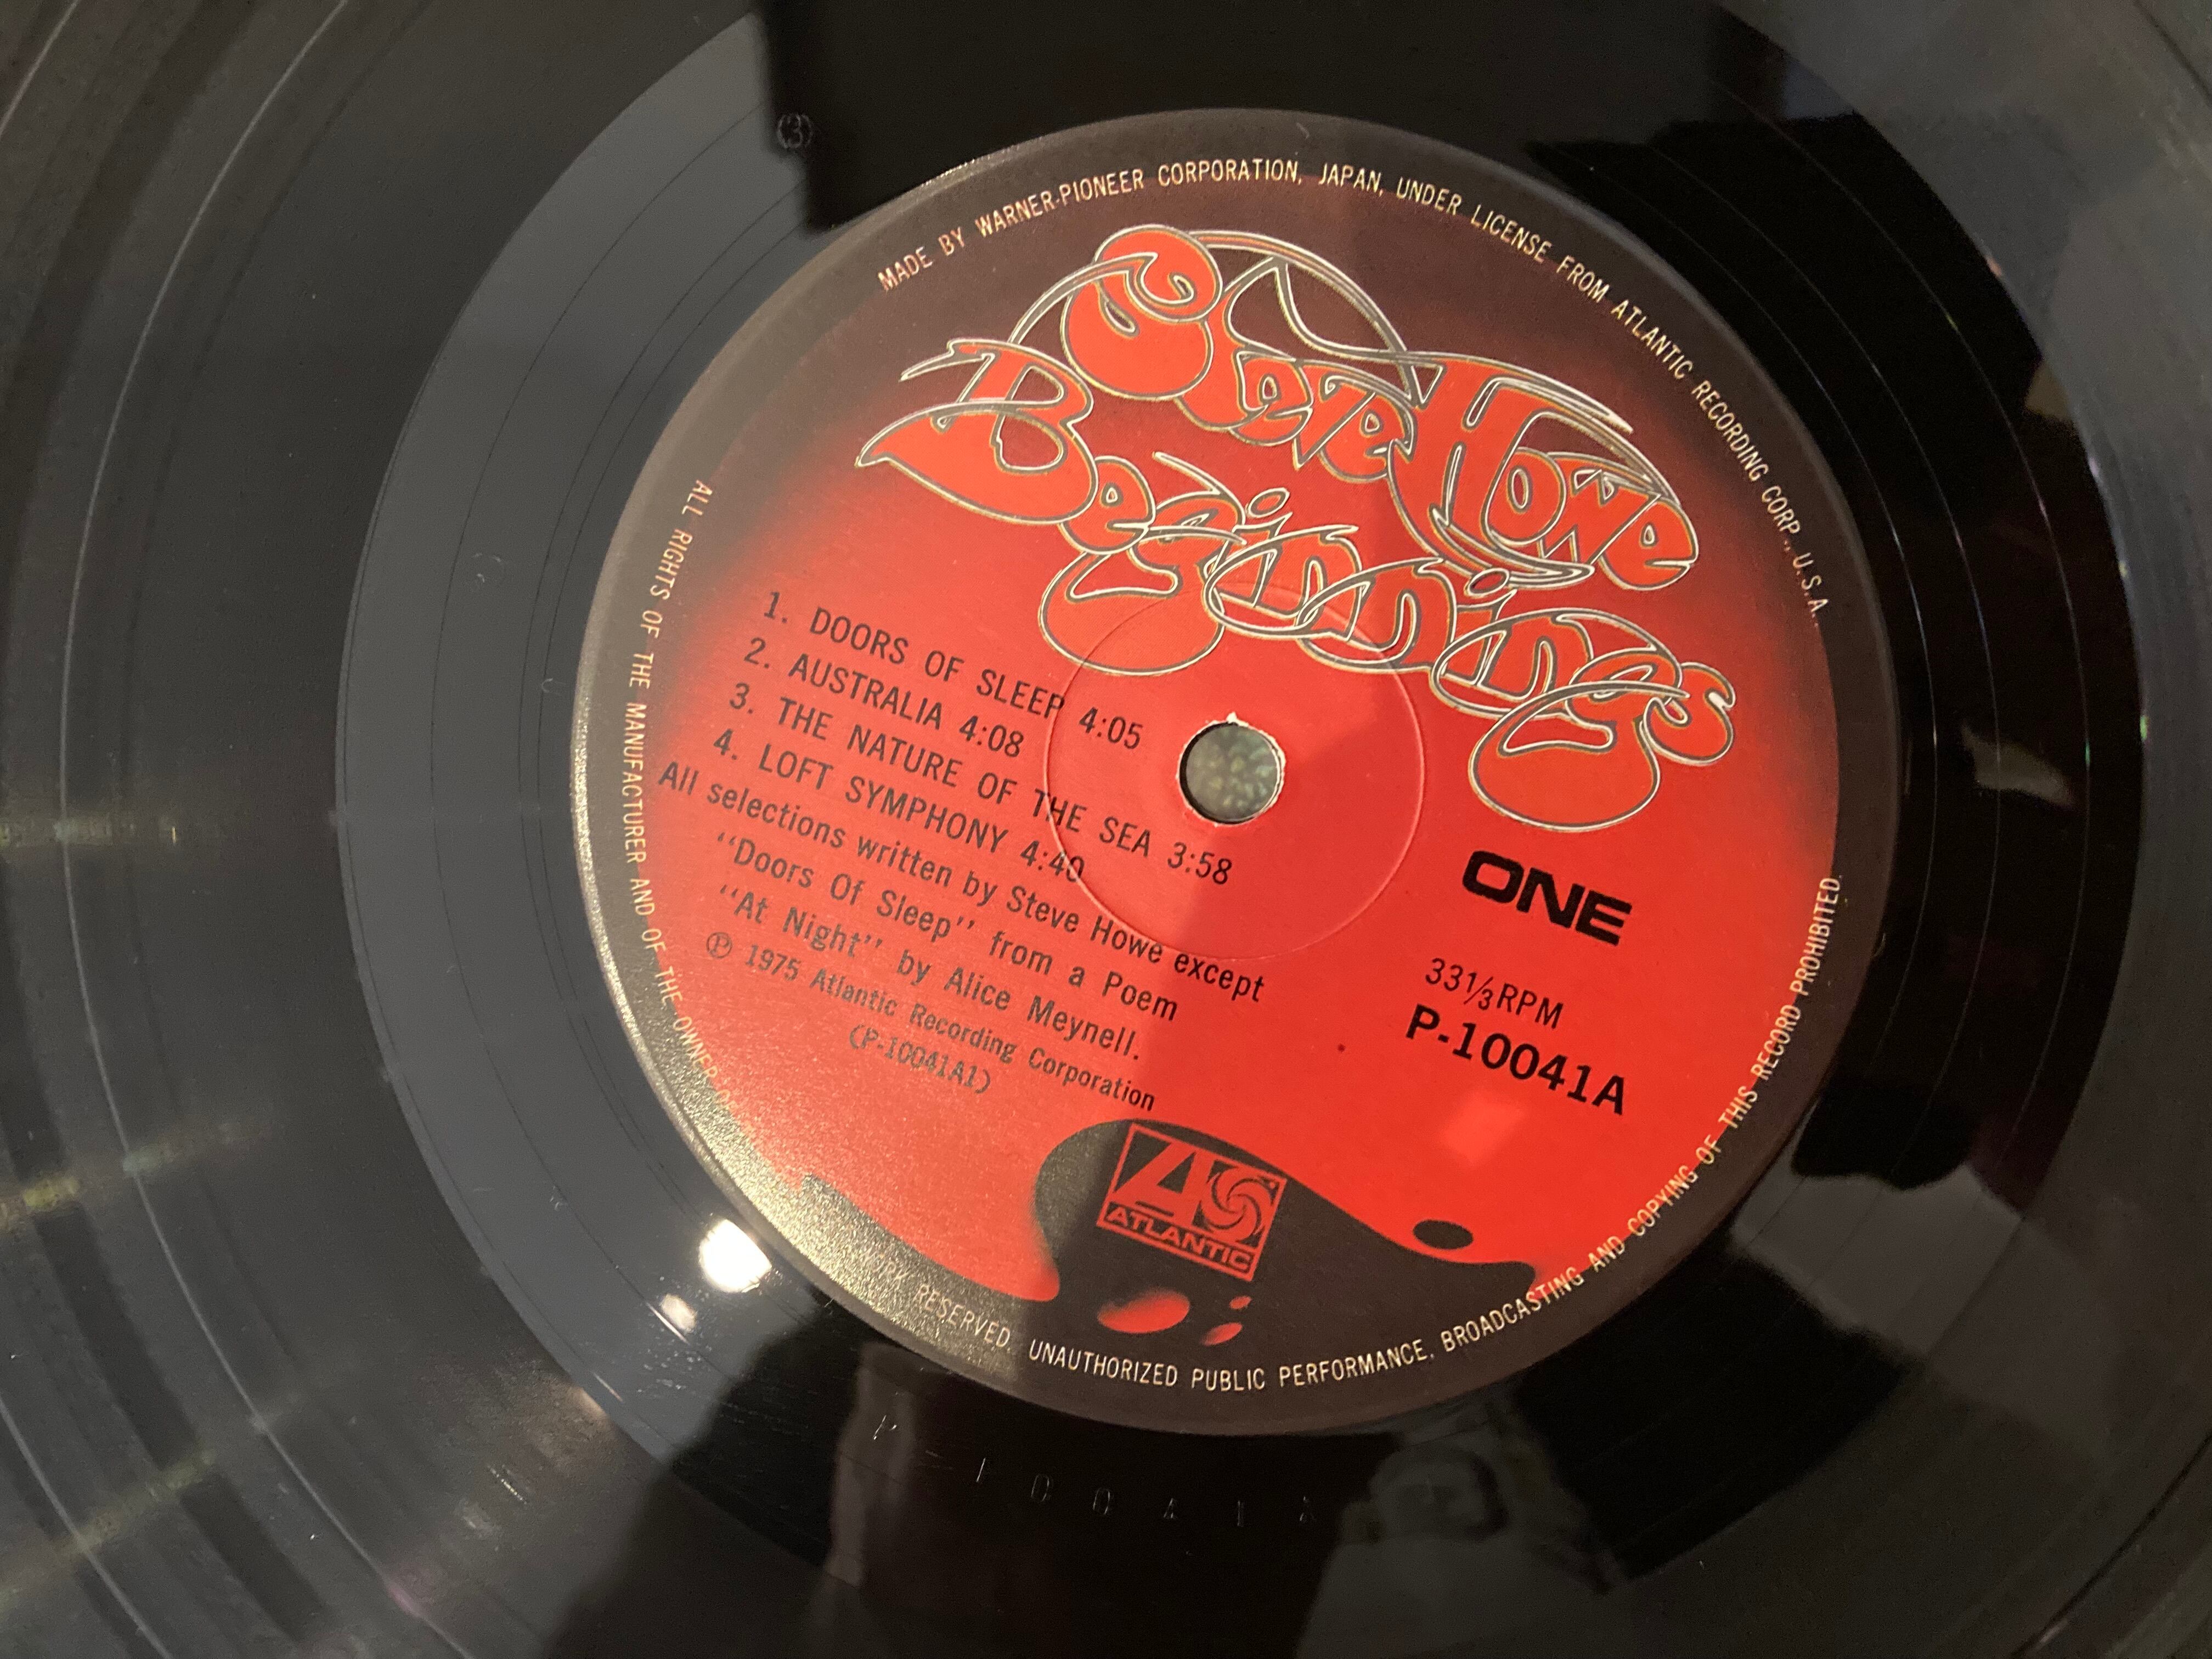 (3)
MADE BY WARNER-PIONEER CORPORATION, JAPAN, UNDER LICENSE FROM ATLANTIC RECORDING CORP., U.S.A.
Steve Howe
Beginnings
1. DOORS OF SLEEP 4:05
2. AUSTRALIA 4:08
3. THE NATURE OF THE SEA 3:58
4. LOFT SYMPHONY 4:40
All selections written by Steve Howe except
"Doors Of Sleep" from a Poem
"At Night" by Alice Meynell.
Ⓟ 1975 Atlantic Recording Corporation
(P-10041A1)
ONE
33⅓RPM
P-10041A
ATLANTIC
ALL RIGHTS OF THE MANUFACTURER AND OF THE OWNER OF RESERVED. UNAUTHORIZED PUBLIC PERFORMANCE, BROADCASTING AND COPYING OF THIS RECORD PROHIBITED.